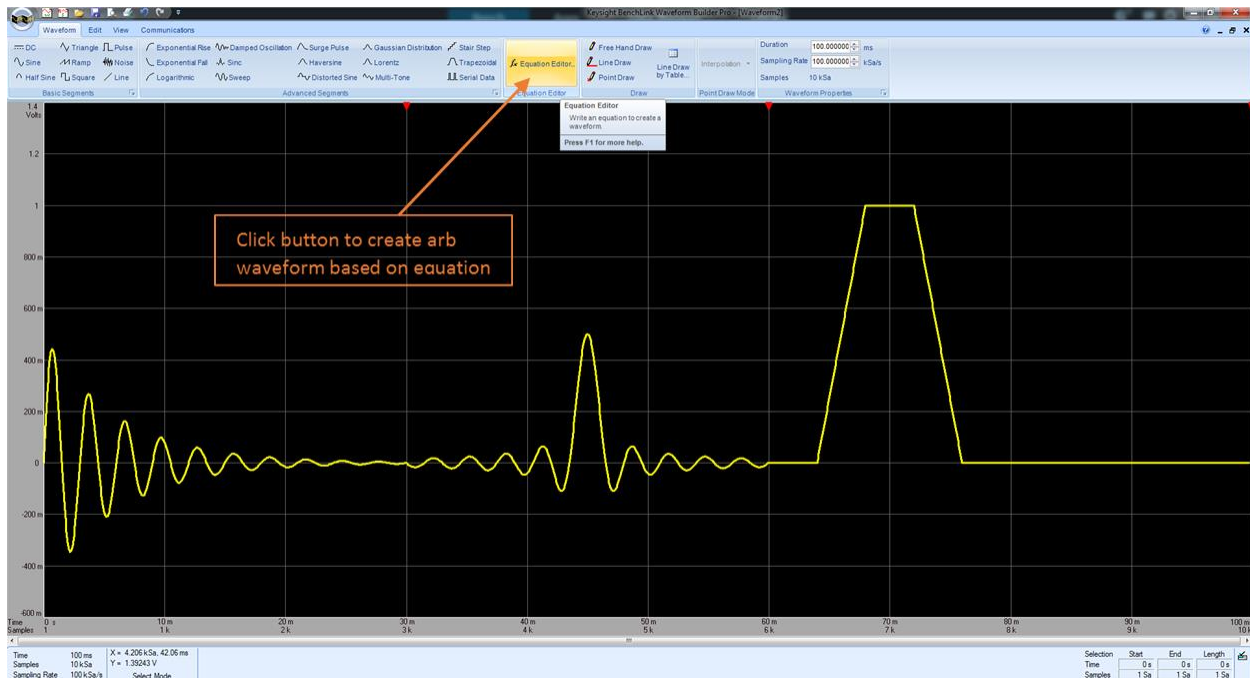 Keysight BenchLink Waveform Builder Pro - [Waveform2]
Waveform Edit View Communications
DC Triangle Pulse Exponential Rise Damped Oscillation Surge Pulse Gaussian Distribution Stair Step
Sine Ramp Noise Exponential Fall Sinc Haversine Lorentz Trapezoidal
Half Sine Square Line Logarithmic Sweep Distorted Sine Multi-Tone Serial Data
Basic Segments Advanced Segments
fx Equation Editor...
Equation Editor
Free Hand Draw
Line Draw
Point Draw
Line Draw
by Table...
Draw
Interpolation
Point Draw Mode
Duration 100.000000 ms
Sampling Rate 100.000000 kSa/s
Samples 10 kSa
Waveform Properties
Equation Editor
Write an equation to create a
waveform.
Press F1 for more help.
Click button to create arb
waveform based on equation
1.4
Volts
1.2
1
800 m
600 m
400 m
200 m
0
-200 m
-400 m
-600 m
Time 0 s 10 m 20 m 30 m 40 m 50 m 60 m 70 m 80 m 90 m 100 m
Samples 1 1 k 2 k 3 k 4 k 5 k 6 k 7 k 8 k 9 k 10 k
Time 100 ms
Samples 10 kSa
Sampling Rate 100 kSa/s
X = 4.206 kSa, 42.06 ms
Y = 1.39243 V
Select Mode
Selection Start End Length
Time 0 s 0 s 0 s
Samples 1 Sa 1 Sa 1 Sa